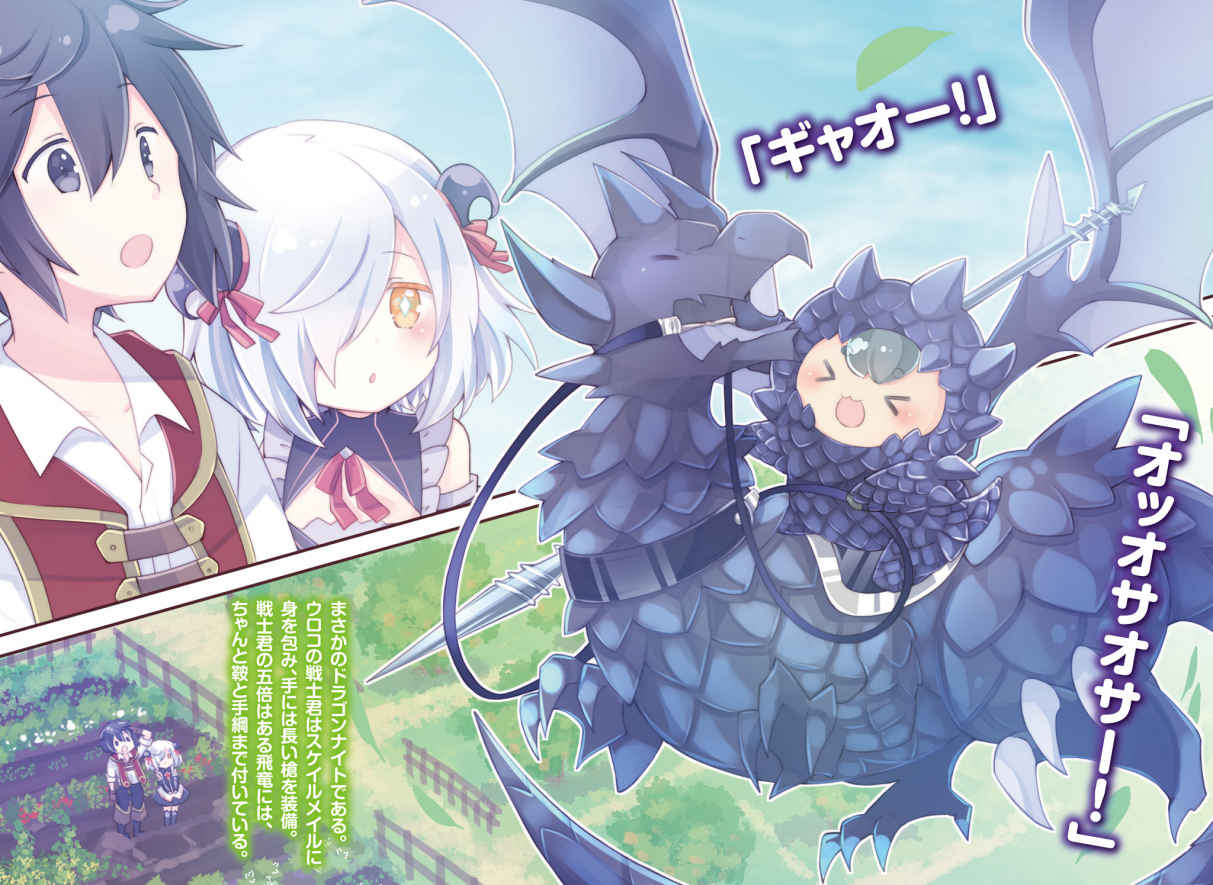 「ギャオー!」
「オッオサオサー!」
まさかのドラゴンナイトである。
ウロコの戦士君はスケイルメイルに
身を包み、手には長い槍を装備。
戦士君の五倍はある飛竜には、
ちゃんと鞍と手綱まで付いている。